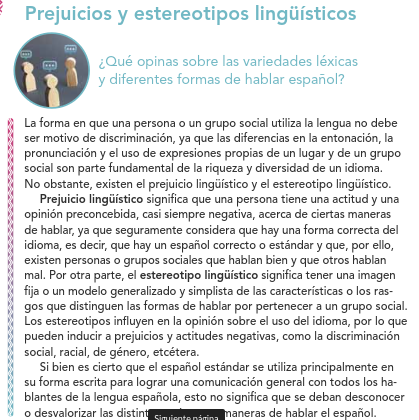 Prejuicios y estereotipos lingüísticos
¿Qué opinas sobre las variedades léxicas
y diferentes formas de hablar español?
La forma en que una persona o un grupo social utiliza la lengua no debe
ser motivo de discriminación, ya que las diferencias en la entonación, la
pronunciación y el uso de expresiones propias de un lugar y de un grupo
social son parte fundamental de la riqueza y diversidad de un idioma.
No obstante, existen el prejuicio lingüístico y el estereotipo lingüístico.
Prejuicio lingüístico significa que una persona tiene una actitud y una
opinión preconcebida, casi siempre negativa, acerca de ciertas maneras
de hablar, ya que seguramente considera que hay una forma correcta del
idioma, es decir, que hay un español correcto o estándar y que, por ello,
existen personas o grupos sociales que hablan bien y que otros hablan
mal. Por otra parte, el estereotipo lingüístico significa tener una imagen
fija o un modelo generalizado y simplista de las características o los ras-
gos que distinguen las formas de hablar por pertenecer a un grupo social.
Los estereotipos influyen en la opinión sobre el uso del idioma, por lo que
pueden inducir a prejuicios y actitudes negativas, como la discriminación
social, racial, de género, etcétera.
Si bien es cierto que el español estándar se utiliza principalmente en
su forma escrita para lograr una comunicación general con todos los ha-
blantes de la lengua española, esto no significa que se deban desconocer
o desvalorizar las maneras de hablar el español.
Siguiente página